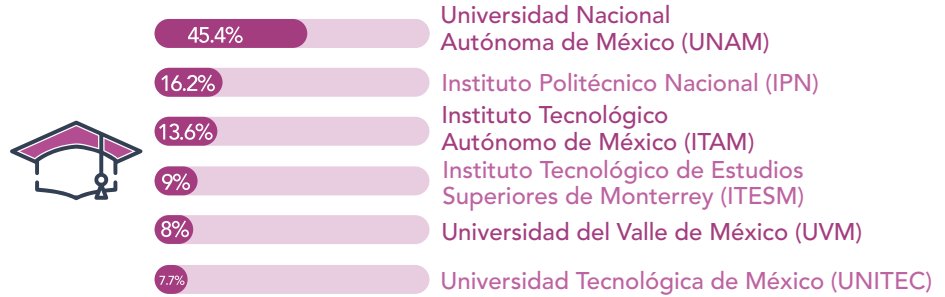 45.4%
Universidad Nacional
Autónoma de México (UNAM)
16.2%
Instituto Politécnico Nacional (IPN)
13.6%
Instituto Tecnológico
Autónomo de México (ITAM)
9%
Instituto Tecnológico de Estudios
Superiores de Monterrey (ITESM)
8%
Universidad del Valle de México (UVM)
7.7%
Universidad Tecnológica de México (UNITEC)